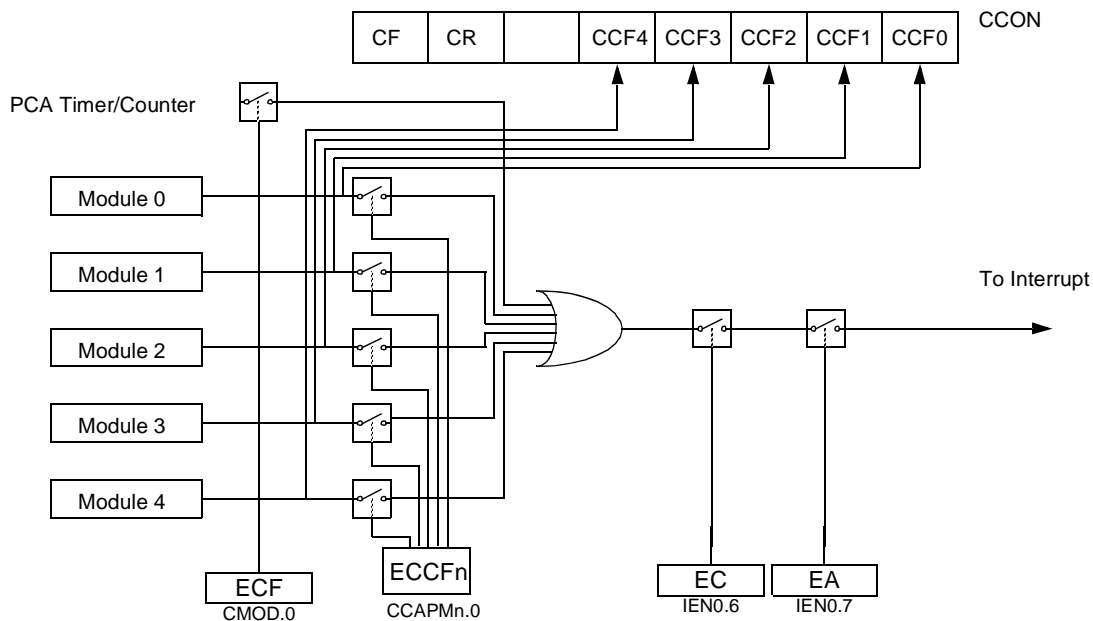 CF CR CCF4 CCF3 CCF2 CCF1 CCF0
CCON
PCA Timer/Counter
Module 0
Module 1
Module 2
Module 3
Module 4
To Interrupt
ECF
CMOD.0
ECCFn
CCAPMn.0
EC
IEN0.6
EA
IEN0.7